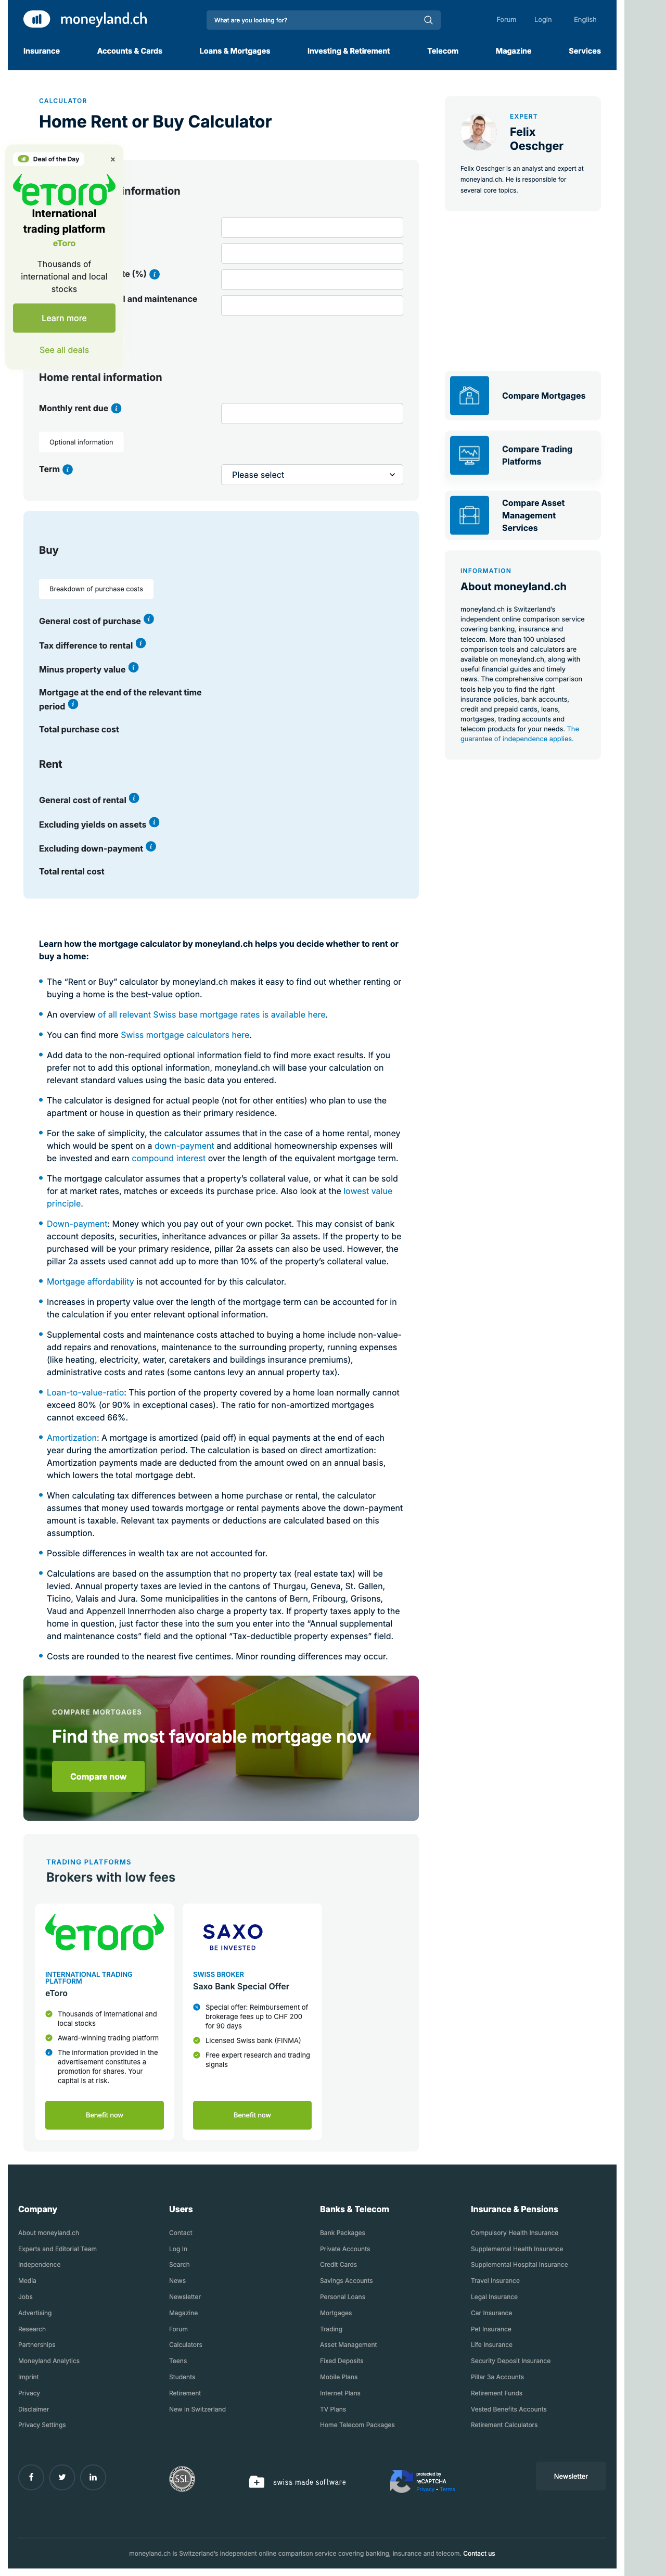 moneyland.ch
What are you looking for?
Forum
Login
English
Insurance
Accounts & Cards
Loans & Mortgages
Investing & Retirement
Telecom
Magazine
Services
CALCULATOR
Home Rent or Buy Calculator
Deal of the Day
×
eToro
International
trading platform
eToro
Thousands of
international and local
stocks
Learn more
See all deals
information
te (%)
l and maintenance
Home rental information
Monthly rent due
Optional information
Term
Please select
Buy
Breakdown of purchase costs
General cost of purchase
Tax difference to rental
Minus property value
Mortgage at the end of the relevant time
period
Total purchase cost
Rent
General cost of rental
Excluding yields on assets
Excluding down-payment
Total rental cost
EXPERT
Felix
Oeschger
Felix Oeschger is an analyst and expert at
moneyland.ch. He is responsible for
several core topics.
Compare Mortgages
Compare Trading
Platforms
Compare Asset
Management
Services
INFORMATION
About moneyland.ch
moneyland.ch is Switzerland's
independent online comparison service
covering banking, insurance and
telecom. More than 100 unbiased
comparison tools and calculators are
available on moneyland.ch, along with
useful financial guides and timely
news. The comprehensive comparison
tools help you to find the right
insurance policies, bank accounts,
credit and prepaid cards, loans,
mortgages, trading accounts and
telecom products for your needs. The
guarantee of independence applies.
Learn how the mortgage calculator by moneyland.ch helps you decide whether to rent or
buy a home:
The “Rent or Buy” calculator by moneyland.ch makes it easy to find out whether renting or
buying a home is the best-value option.
An overview of all relevant Swiss base mortgage rates is available here.
You can find more Swiss mortgage calculators here.
Add data to the non-required optional information field to find more exact results. If you
prefer not to add this optional information, moneyland.ch will base your calculation on
relevant standard values using the basic data you entered.
The calculator is designed for actual people (not for other entities) who plan to use the
apartment or house in question as their primary residence.
For the sake of simplicity, the calculator assumes that in the case of a home rental, money
which would be spent on a down-payment and additional homeownership expenses will
be invested and earn compound interest over the length of the equivalent mortgage term.
The mortgage calculator assumes that a property’s collateral value, or what it can be sold
for at market rates, matches or exceeds its purchase price. Also look at the lowest value
principle.
Down-payment: Money which you pay out of your own pocket. This may consist of bank
account deposits, securities, inheritance advances or pillar 3a assets. If the property to be
purchased will be your primary residence, pillar 2a assets can also be used. However, the
pillar 2a assets used cannot add up to more than 10% of the property’s collateral value.
Mortgage affordability is not accounted for by this calculator.
Increases in property value over the length of the mortgage term can be accounted for in
the calculation if you enter relevant optional information.
Supplemental costs and maintenance costs attached to buying a home include non-value-
add repairs and renovations, maintenance to the surrounding property, running expenses
(like heating, electricity, water, caretakers and buildings insurance premiums),
administrative costs and rates (some cantons levy an annual property tax).
Loan-to-value-ratio: This portion of the property covered by a home loan normally cannot
exceed 80% (or 90% in exceptional cases). The ratio for non-amortized mortgages
cannot exceed 66%.
Amortization: A mortgage is amortized (paid off) in equal payments at the end of each
year during the amortization period. The calculation is based on direct amortization:
Amortization payments made are deducted from the amount owed on an annual basis,
which lowers the total mortgage debt.
When calculating tax differences between a home purchase or rental, the calculator
assumes that money used towards mortgage or rental payments above the down-payment
amount is taxable. Relevant tax payments or deductions are calculated based on this
assumption.
Possible differences in wealth tax are not accounted for.
Calculations are based on the assumption that no property tax (real estate tax) will be
levied. Annual property taxes are levied in the cantons of Thurgau, Geneva, St. Gallen,
Ticino, Valais and Jura. Some municipalities in the cantons of Bern, Fribourg, Grisons,
Vaud and Appenzell Innerrhoden also charge a property tax. If property taxes apply to the
home in question, just factor these into the sum you enter into the “Annual supplemental
and maintenance costs” field and the optional “Tax-deductible property expenses” field.
Costs are rounded to the nearest five centimes. Minor rounding differences may occur.
COMPARE MORTGAGES
Find the most favorable mortgage now
Compare now
TRADING PLATFORMS
Brokers with low fees
eToro
INTERNATIONAL TRADING
PLATFORM
eToro
Thousands of international and
local stocks
Award-winning trading platform
The information provided in the
advertisement constitutes a
promotion for shares. Your
capital is at risk.
Benefit now
SAXO
BE INVESTED
SWISS BROKER
Saxo Bank Special Offer
Special offer: Reimbursement of
brokerage fees up to CHF 200
for 90 days
Licensed Swiss bank (FINMA)
Free expert research and trading
signals
Benefit now
Company
About moneyland.ch
Experts and Editorial Team
Independence
Media
Jobs
Advertising
Research
Partnerships
Moneyland Analytics
Imprint
Privacy
Disclaimer
Privacy Settings
Users
Contact
Log In
Search
News
Newsletter
Magazine
Forum
Calculators
Teens
Students
Retirement
New in Switzerland
Banks & Telecom
Bank Packages
Private Accounts
Credit Cards
Savings Accounts
Personal Loans
Mortgages
Trading
Asset Management
Fixed Deposits
Mobile Plans
Internet Plans
TV Plans
Home Telecom Packages
Insurance & Pensions
Compulsory Health Insurance
Supplemental Health Insurance
Supplemental Hospital Insurance
Travel Insurance
Legal Insurance
Car Insurance
Pet Insurance
Life Insurance
Security Deposit Insurance
Pillar 3a Accounts
Retirement Funds
Vested Benefits Accounts
Retirement Calculators
SSL
swiss made software
protected by
reCAPTCHA
Privacy - Terms
Newsletter
moneyland.ch is Switzerland's independent online comparison service covering banking, insurance and telecom. Contact us